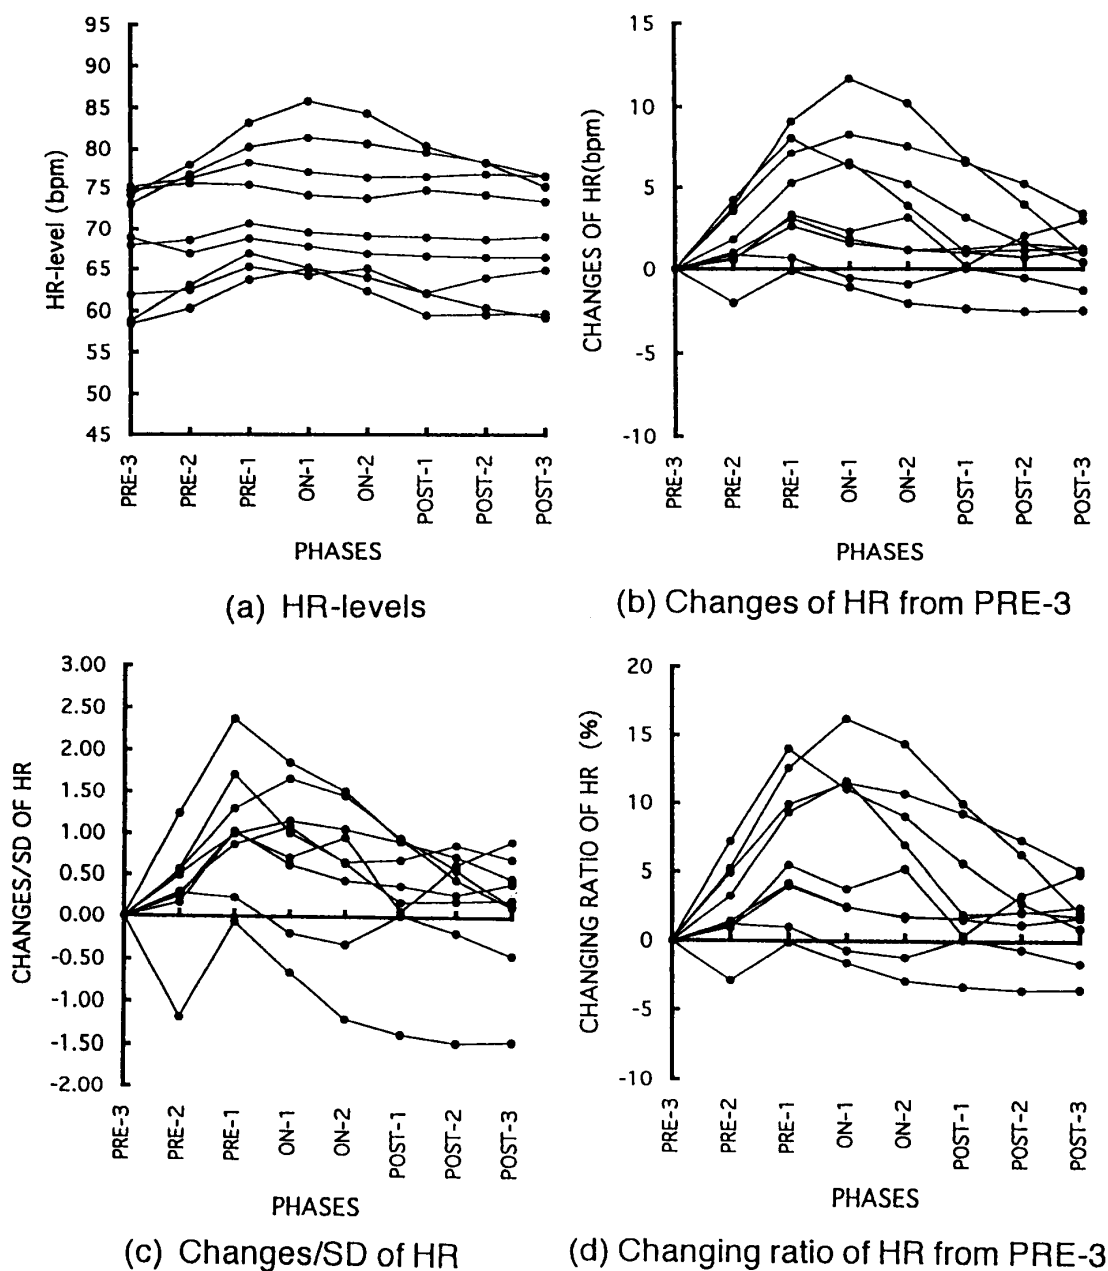 95
90
85
80
75
70
65
60
55
50
45
HR-level (bpm)
PRE-3
PRE-2
PRE-1
ON-1
ON-2
POST-1
POST-2
POST-3
PHASES
(a) HR-levels
15
10
5
0
-5
-10
CHANGES OF HR(bpm)
PRE-3
PRE-2
PRE-1
ON-1
ON-2
POST-1
POST-2
POST-3
PHASES
(b) Changes of HR from PRE-3
3.00
2.50
2.00
1.50
1.00
0.50
0.00
-0.50
-1.00
-1.50
-2.00
CHANGES/SD OF HR
PRE-3
PRE-2
PRE-1
ON-1
ON-2
POST-1
POST-2
POST-3
PHASES
(c) Changes/SD of HR
20
15
10
5
0
-5
-10
CHANGING RATIO OF HR (%)
PRE-3
PRE-2
PRE-1
ON-1
ON-2
POST-1
POST-2
POST-3
PHASES
(d) Changing ratio of HR from PRE-3